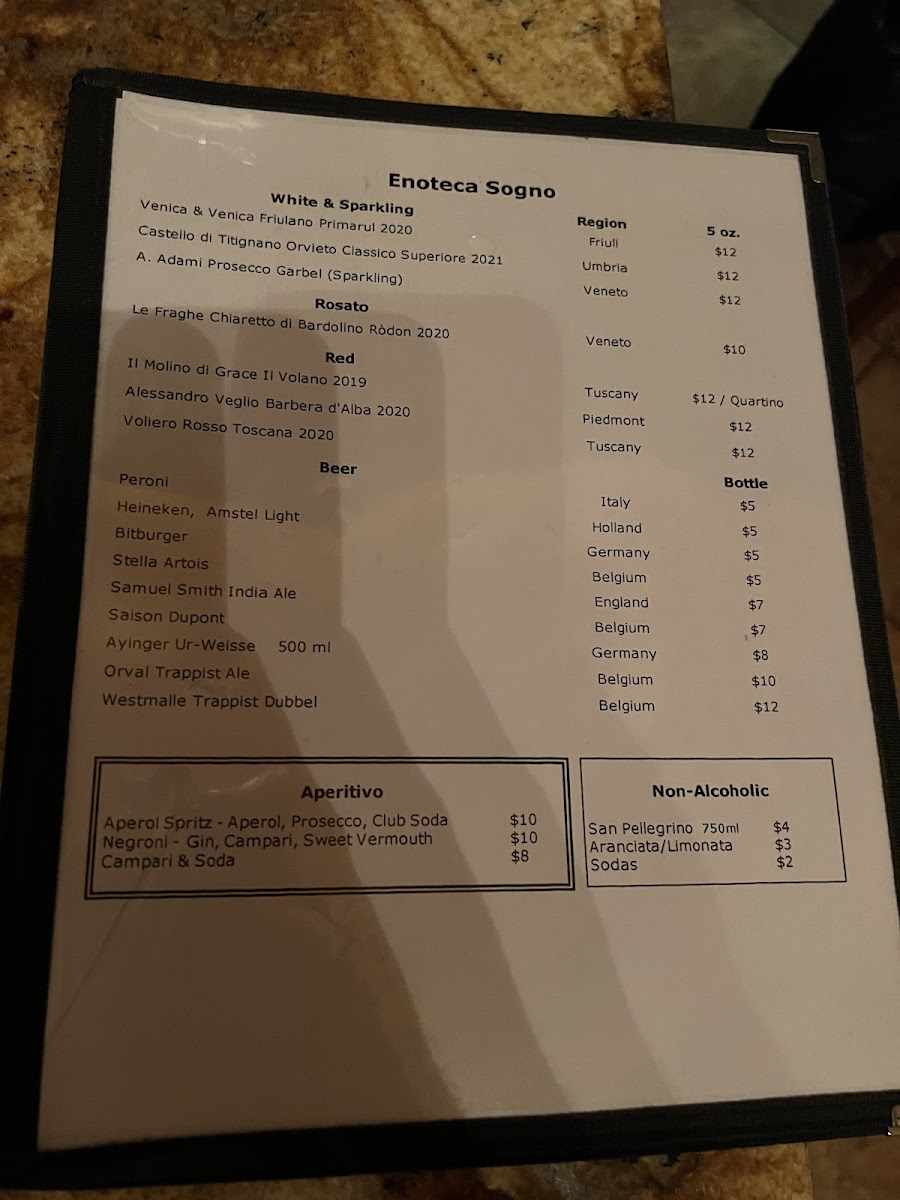 Enoteca Sogno
White & Sparkling Region 5 oz.
Venica & Venica Friulano Primarul 2020 Friuli $12
Castello di Titignano Orvieto Classico Superiore 2021 Umbria $12
A. Adami Prosecco Garbel (Sparkling) Veneto $12
Rosato
Le Fraghe Chiaretto di Bardolino Ròdon 2020 Veneto $10
Red
Il Molino di Grace Il Volano 2019 Tuscany $12 / Quartino
Alessandro Veglio Barbera d'Alba 2020 Piedmont $12
Voliero Rosso Toscana 2020 Tuscany $12
Beer Bottle
Peroni Italy $5
Heineken, Amstel Light Holland $5
Bitburger Germany $5
Stella Artois Belgium $5
Samuel Smith India Ale England $7
Saison Dupont Belgium $7
Ayinger Ur-Weisse 500 ml Germany $8
Orval Trappist Ale Belgium $10
Westmalle Trappist Dubbel Belgium $12
Aperitivo
Aperol Spritz - Aperol, Prosecco, Club Soda $10
Negroni - Gin, Campari, Sweet Vermouth $10
Campari & Soda $8
Non-Alcoholic
San Pellegrino 750ml $4
Aranciata/Limonata $3
Sodas $2